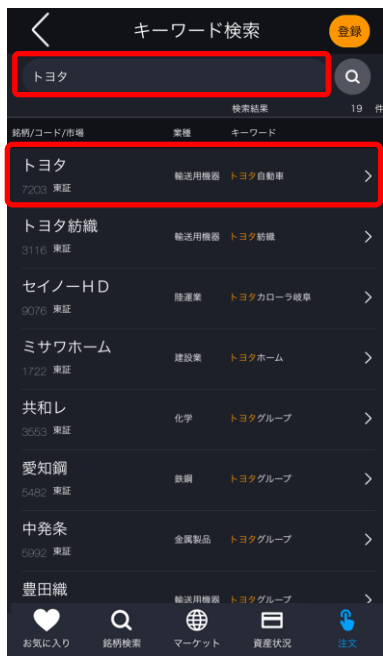 キーワード検索 登録
トヨタ
検索結果 19 件
銘柄/コード/市場 業種 キーワード
トヨタ
輸送用機器 トヨタ自動車
7203 東証
トヨタ紡織
輸送用機器 トヨタ紡織
3116 東証
セイノーHD
陸運業 トヨタカローラ岐阜
9076 東証
ミサワホーム
建設業 トヨタホーム
1722 東証
共和レ
化学 トヨタグループ
3553 東証
愛知鋼
鉄鋼 トヨタグループ
5482 東証
中発条
金属製品 トヨタグループ
5992 東証
豊田織
輸送用機器 トヨタグループ
お気に入り 銘柄検索 マーケット 資産状況 注文